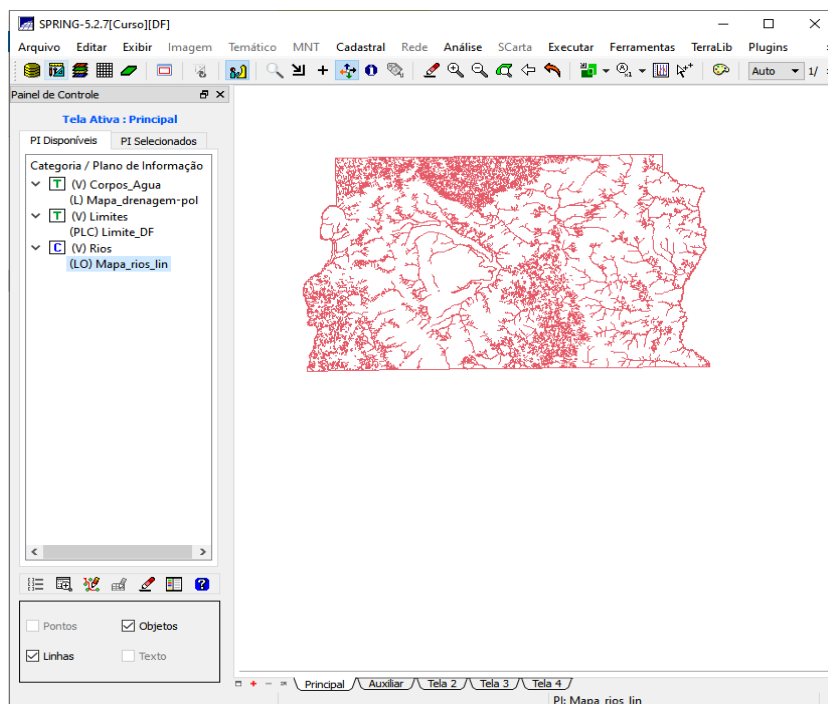 SPRING-5.2.7[Curso][DF]
Arquivo Editar Exibir Imagem Temático MNT Cadastral Rede Análise SCarta Executar Ferramentas TerraLib Plugins
Auto 1/
Painel de Controle
Tela Ativa : Principal
PI Disponíveis PI Selecionados
Categoria / Plano de Informação
T (V) Corpos_Agua
(L) Mapa_drenagem-pol
T (V) Limites
(PLC) Limite_DF
C (V) Rios
(LO) Mapa_rios_lin
Pontos Objetos
Linhas Texto
Principal Auxiliar Tela 2 Tela 3 Tela 4
PI: Mapa_rios_lin